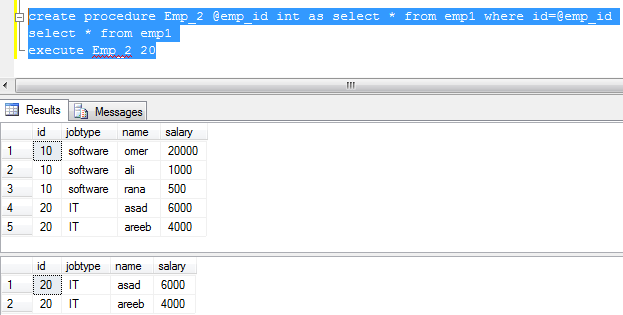 create procedure Emp_2 @emp_id int as select * from emp1 where id=@emp_id
select * from emp1
execute Emp_2 20
Results Messages
id jobtype name salary
1 10 software omer 20000
2 10 software ali 1000
3 10 software rana 500
4 20 IT asad 6000
5 20 IT areeb 4000
id jobtype name salary
1 20 IT asad 6000
2 20 IT areeb 4000